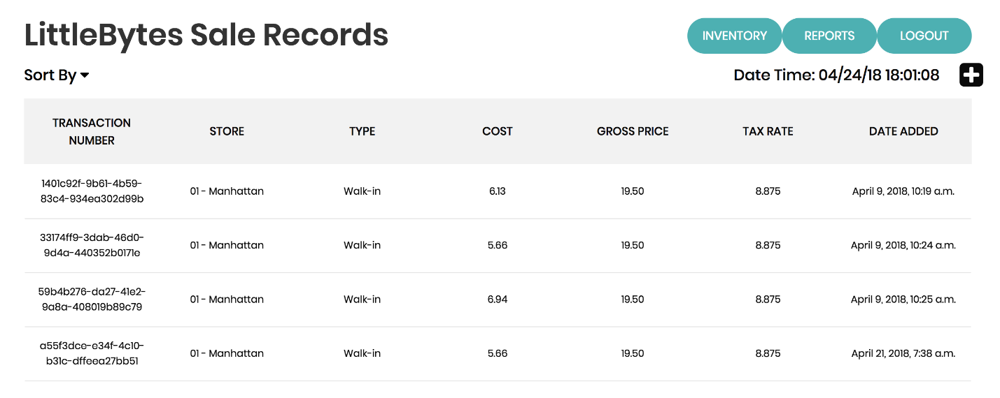 LittleBytes Sale Records
INVENTORY REPORTS LOGOUT
Sort By
Date Time: 04/24/18 18:01:08
TRANSACTION NUMBER STORE TYPE COST GROSS PRICE TAX RATE DATE ADDED
1401c92f-9b61-4b59-
83c4-934ea302d99b 01 - Manhattan Walk-in 6.13 19.50 8.875 April 9, 2018, 10:19 a.m.
33174ff9-3dab-46d0-
9d4a-440352b0171e 01 - Manhattan Walk-in 5.66 19.50 8.875 April 9, 2018, 10:24 a.m.
59b4b276-da27-41e2-
9a8a-408019b89c79 01 - Manhattan Walk-in 6.94 19.50 8.875 April 9, 2018, 10:25 a.m.
a55f3dce-e34f-4c10-
b31c-dffeea27bb51 01 - Manhattan Walk-in 5.66 19.50 8.875 April 21, 2018, 7:38 a.m.